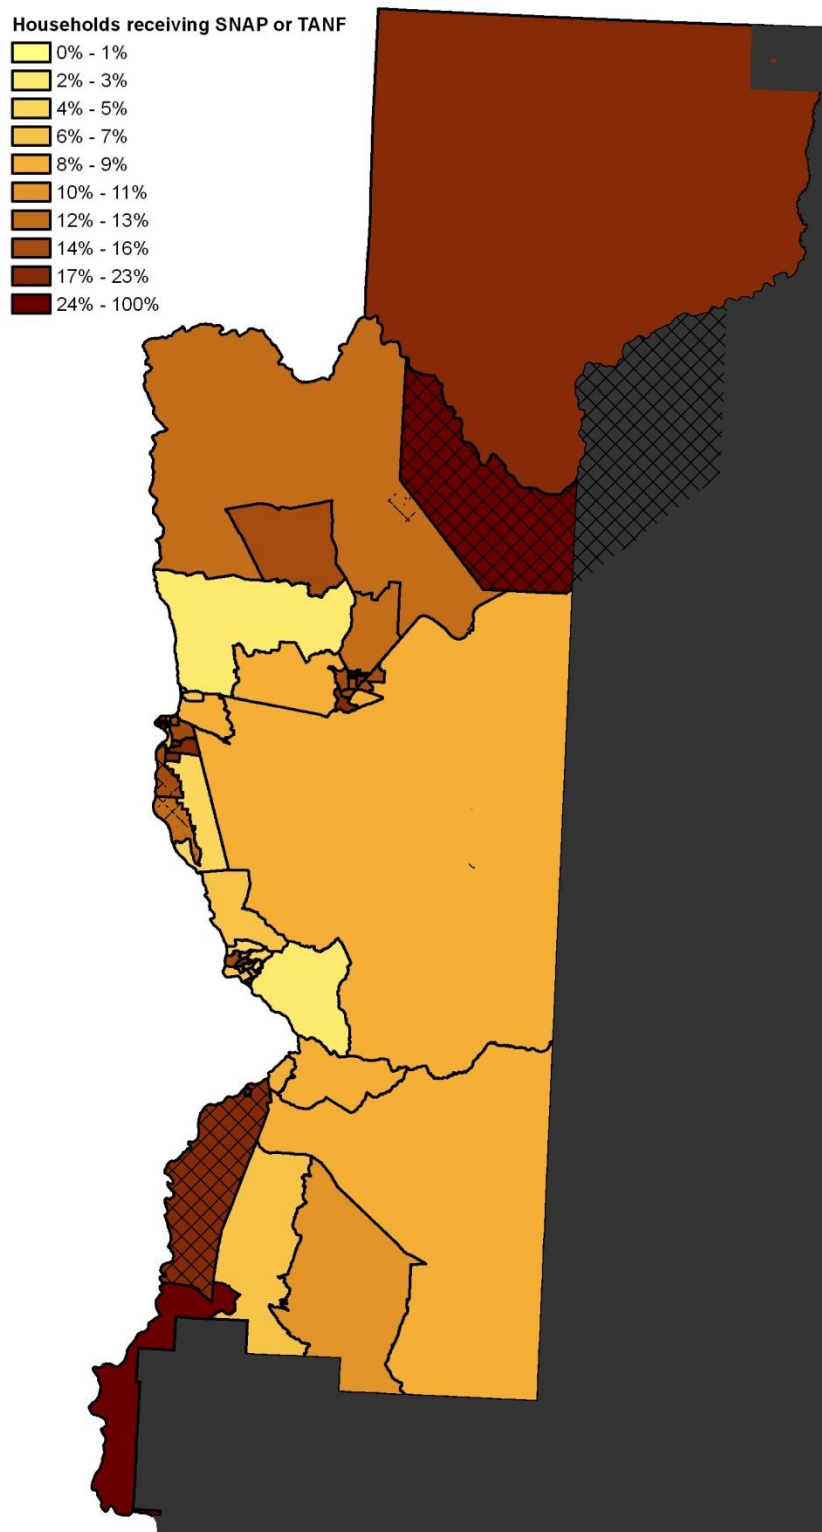 Households receiving SNAP or TANF
0% - 1%
2% - 3%
4% - 5%
6% - 7%
8% - 9%
10% - 11%
12% - 13%
14% - 16%
17% - 23%
24% - 100%